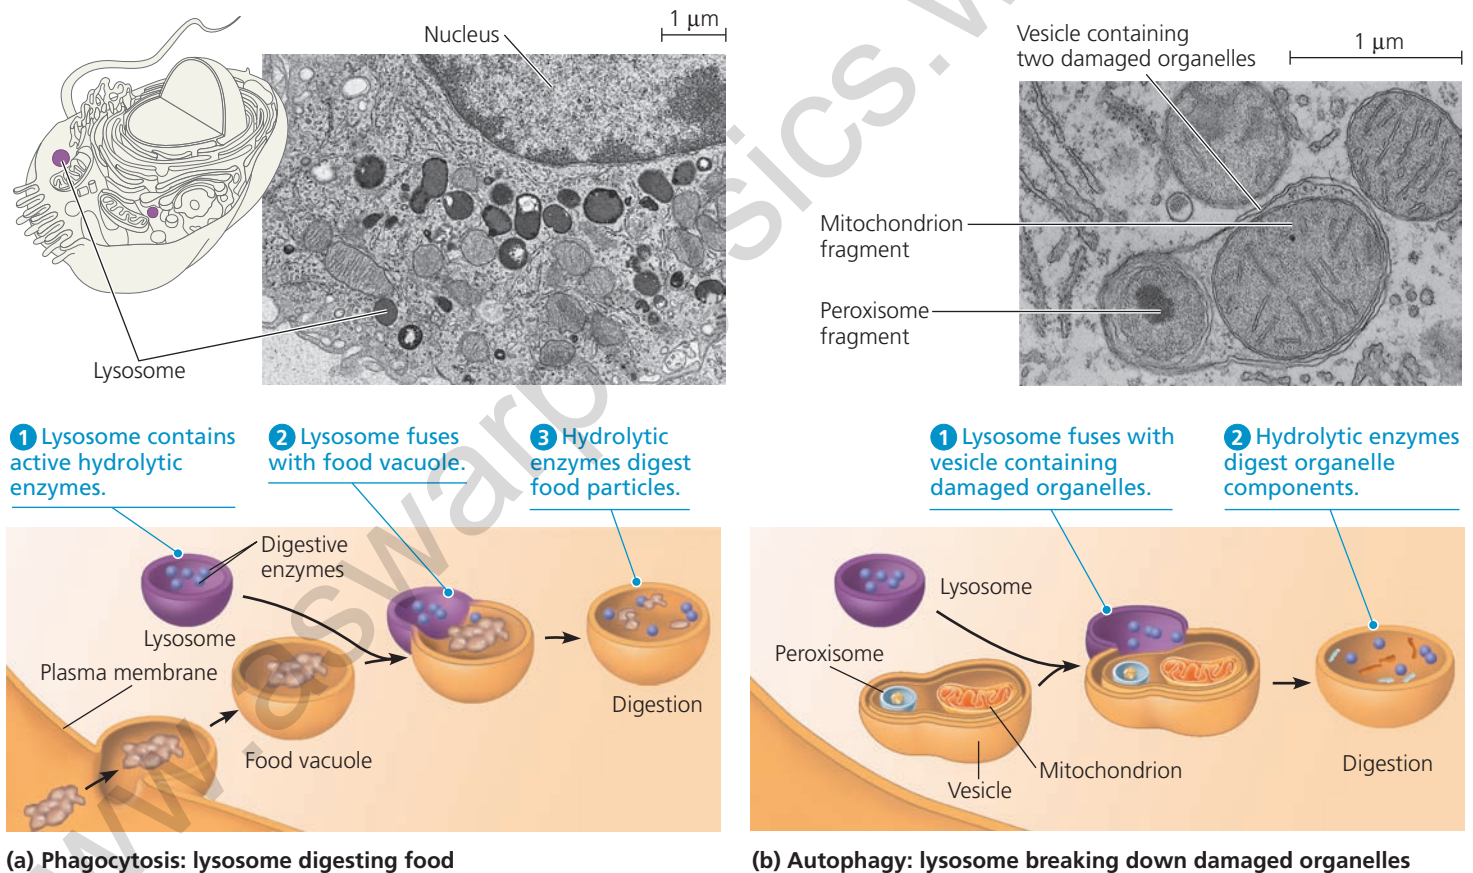 Nucleus
1 µm
Lysosome
Vesicle containing
two damaged organelles
1 µm
Mitochondrion
fragment
Peroxisome
fragment
1 Lysosome contains
active hydrolytic
enzymes.
2 Lysosome fuses
with food vacuole.
3 Hydrolytic
enzymes digest
food particles.
Digestive
enzymes
Lysosome
Plasma membrane
Food vacuole
Digestion
(a) Phagocytosis: lysosome digesting food
1 Lysosome fuses with
vesicle containing
damaged organelles.
2 Hydrolytic enzymes
digest organelle
components.
Lysosome
Peroxisome
Mitochondrion
Vesicle
Digestion
(b) Autophagy: lysosome breaking down damaged organelles